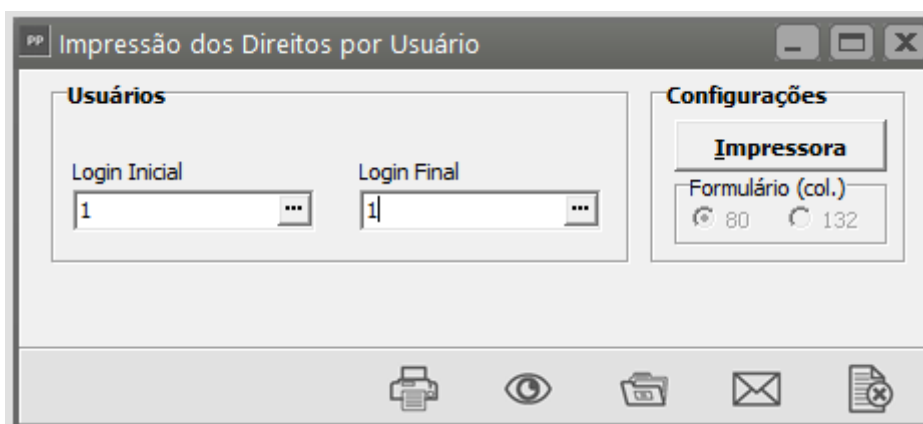 PP Impressão dos Direitos por Usuário
Usuários
Login Inicial
1 ...
Login Final
1 ...
Configurações
Impressora
Formulário (col.)
80 132